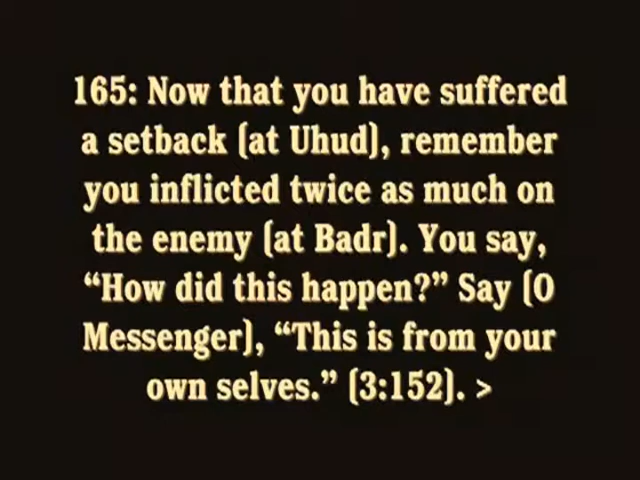 165: Now that you have suffered
a setback (at Uhud), remember
you inflicted twice as much on
the enemy (at Badr). You say,
“How did this happen?” Say (O
Messenger), “This is from your
own selves.” (3:152). >